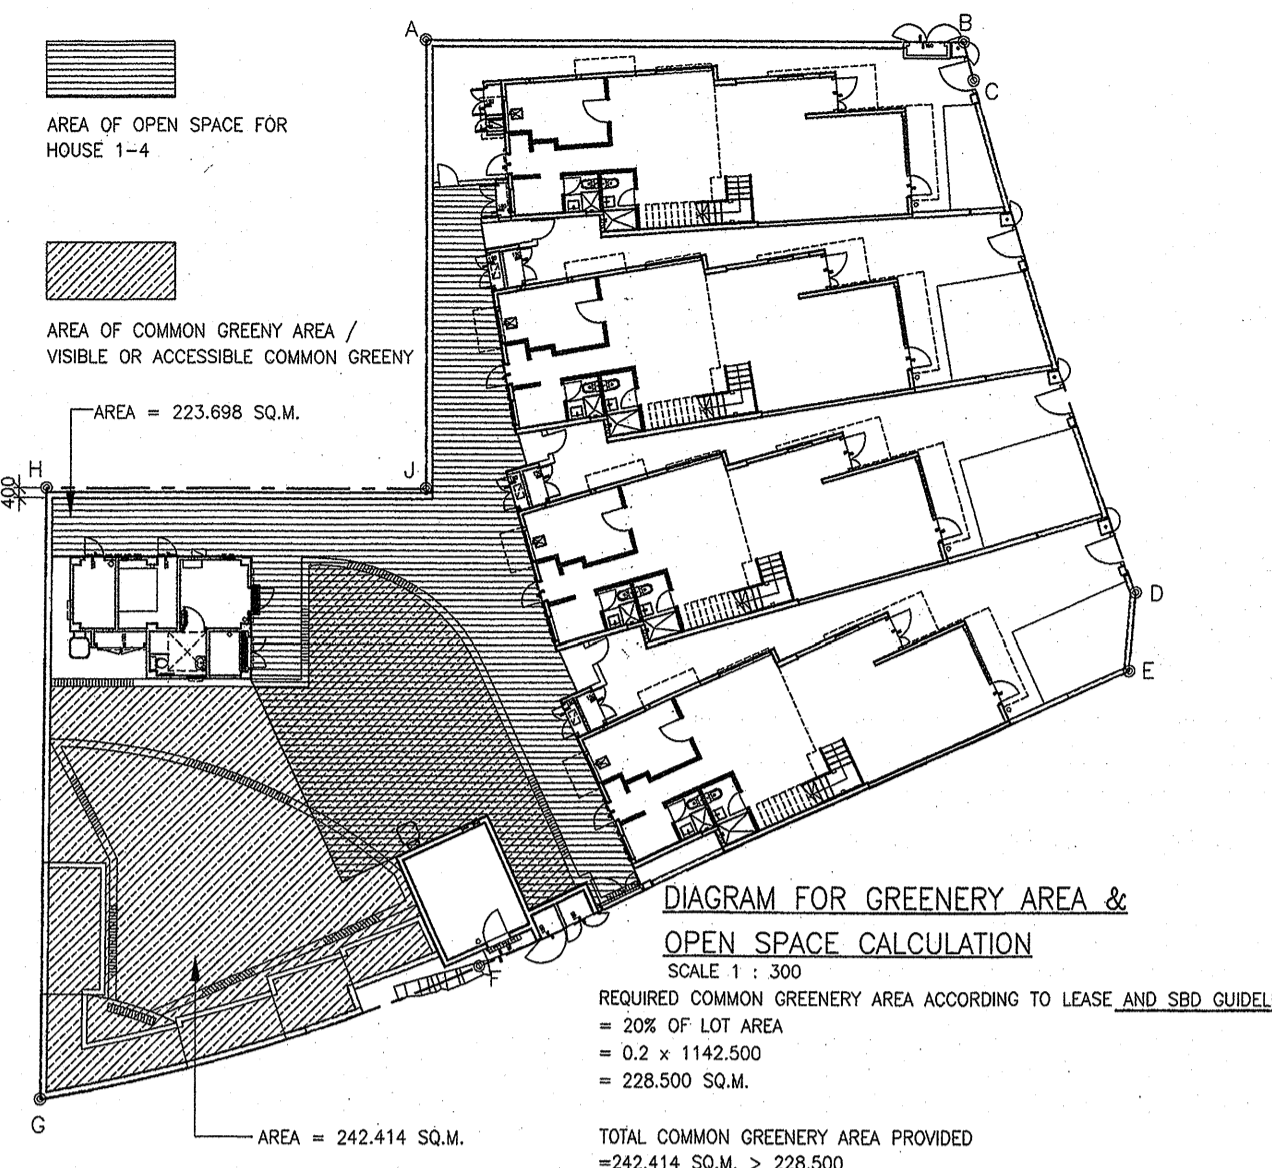 A
B
C
AREA OF OPEN SPACE FOR
HOUSE 1-4
AREA OF COMMON GREENY AREA /
VISIBLE OR ACCESSIBLE COMMON GREENY
AREA = 223.698 SQ.M.
H
J
400
D
E
F
G
DIAGRAM FOR GREENERY AREA &
OPEN SPACE CALCULATION
SCALE 1 : 300
REQUIRED COMMON GREENERY AREA ACCORDING TO LEASE AND SBD GUIDEL
= 20% OF LOT AREA
= 0.2 x 1142.500
= 228.500 SQ.M.
AREA = 242.414 SQ.M.
TOTAL COMMON GREENERY AREA PROVIDED
=242.414 SQ.M. > 228.500